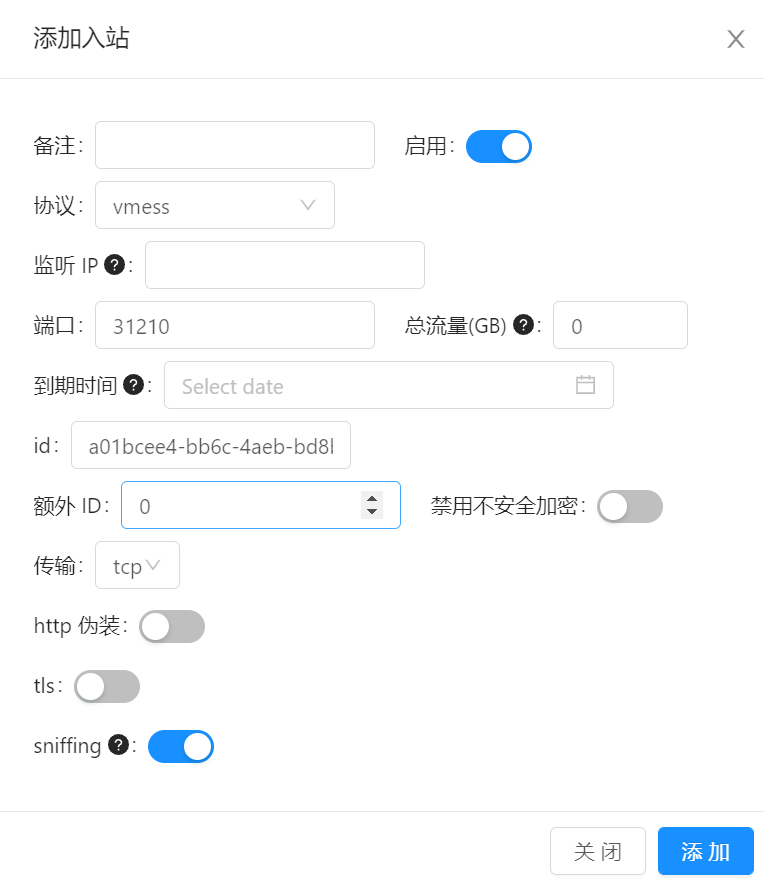 添加入站
备注:
启用:
协议: vmess
监听 IP ?:
端口: 31210
总流量(GB) ?: 0
到期时间 ?: Select date
id: a01bcee4-bb6c-4aeb-bd8l
额外 ID: 0
禁用不安全加密:
传输: tcp
http 伪装:
tls:
sniffing ?:
关 闭
添 加